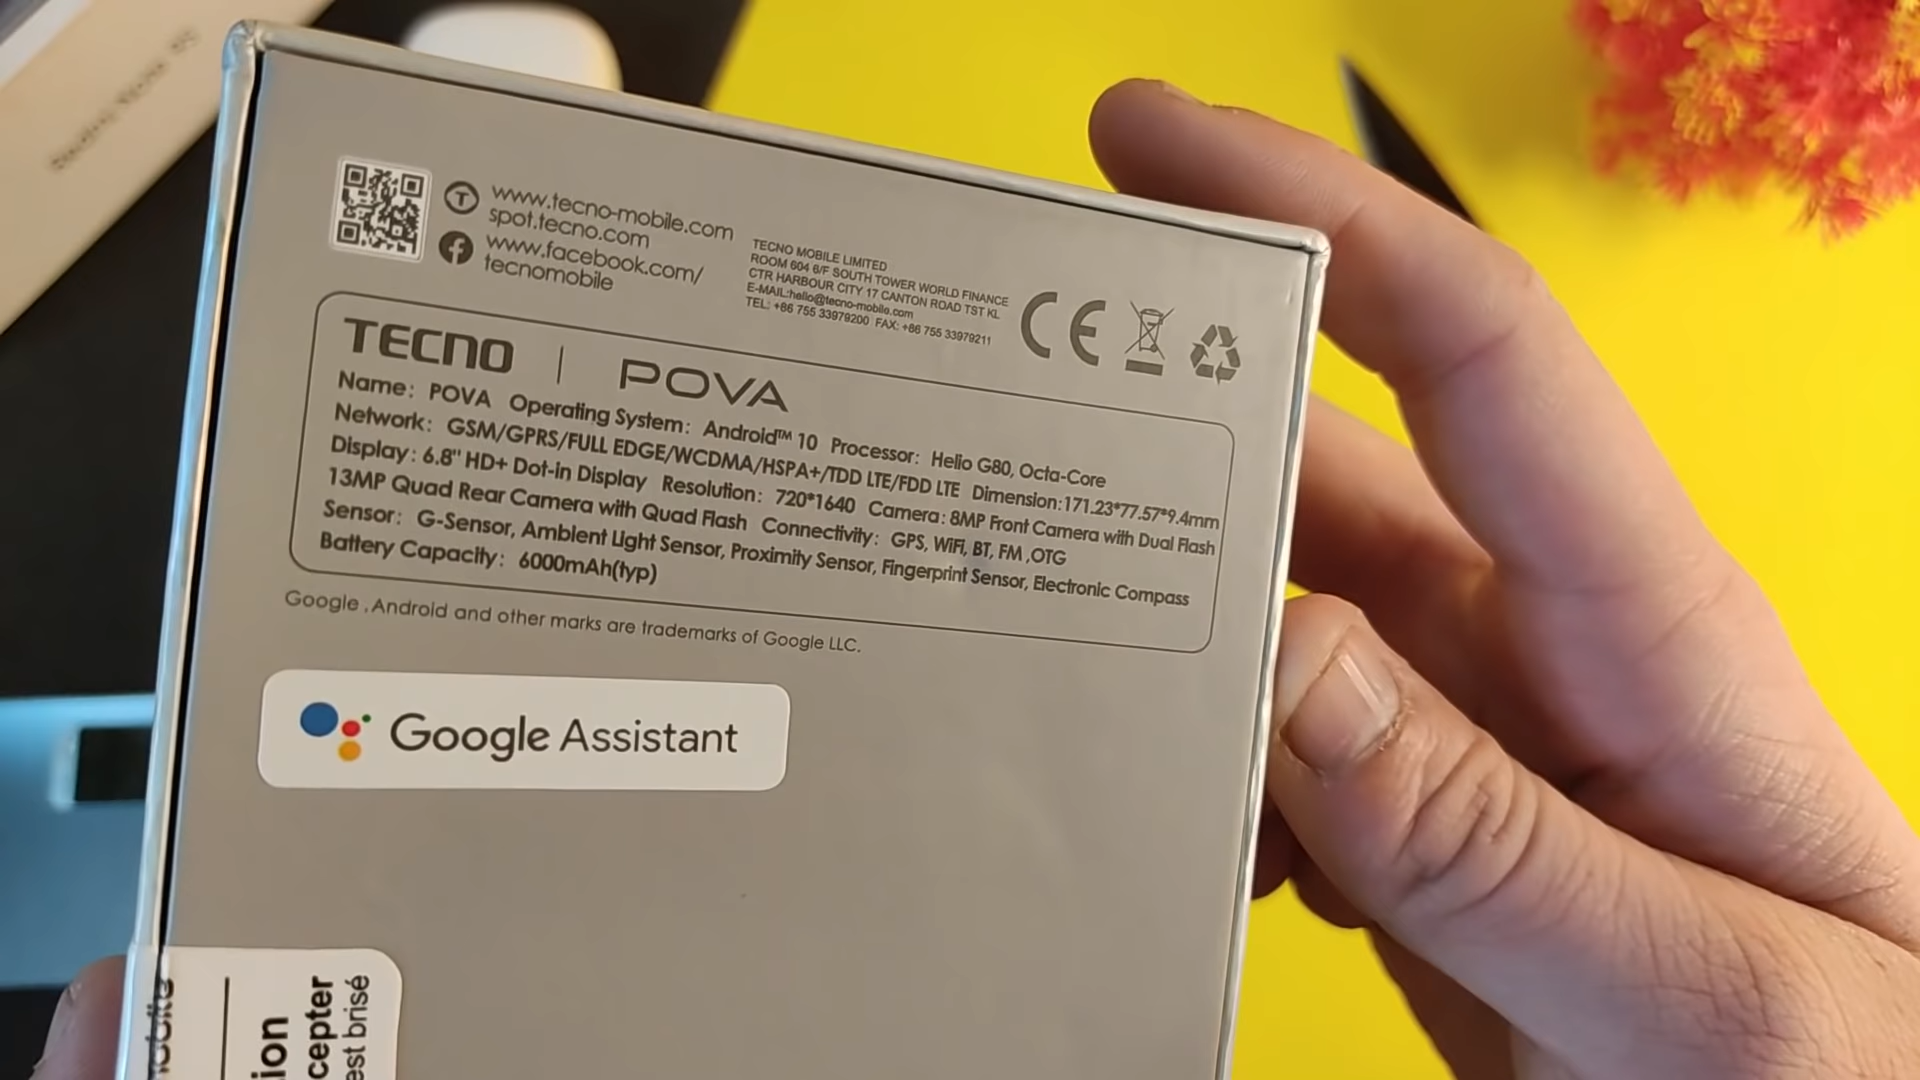 www.tecno-mobile.com
spot.tecno.com
www.facebook.com/
tecnomobile
TECNO MOBILE LIMITED
ROOM 604 6/F SOUTH TOWER WORLD FINANCE
CTR HARBOUR CITY 17 CANTON ROAD TST KL
E-MAIL:hello@tecno-mobile.com
TEL: +86 755 33979200 FAX: +86 755 33979211
CE
TECNO | POVA
Name: POVA Operating System: Android™ 10 Processor: Helio G80, Octa-Core
Network: GSM/GPRS/FULL EDGE/WCDMA/HSPA+/TDD LTE/FDD LTE Dimension:171.23*77.57*9.4mm
Display: 6.8" HD+ Dot-in Display Resolution: 720*1640 Camera: 8MP Front Camera with Dual Flash
13MP Quad Rear Camera with Quad Flash Connectivity: GPS, WiFi, BT, FM ,OTG
Sensor: G-Sensor, Ambient Light Sensor, Proximity Sensor, Fingerprint Sensor, Electronic Compass
Battery Capacity: 6000mAh(typ)
Google , Android and other marks are trademarks of Google LLC.
Google Assistant
mobile
ion
cepter
est brisé